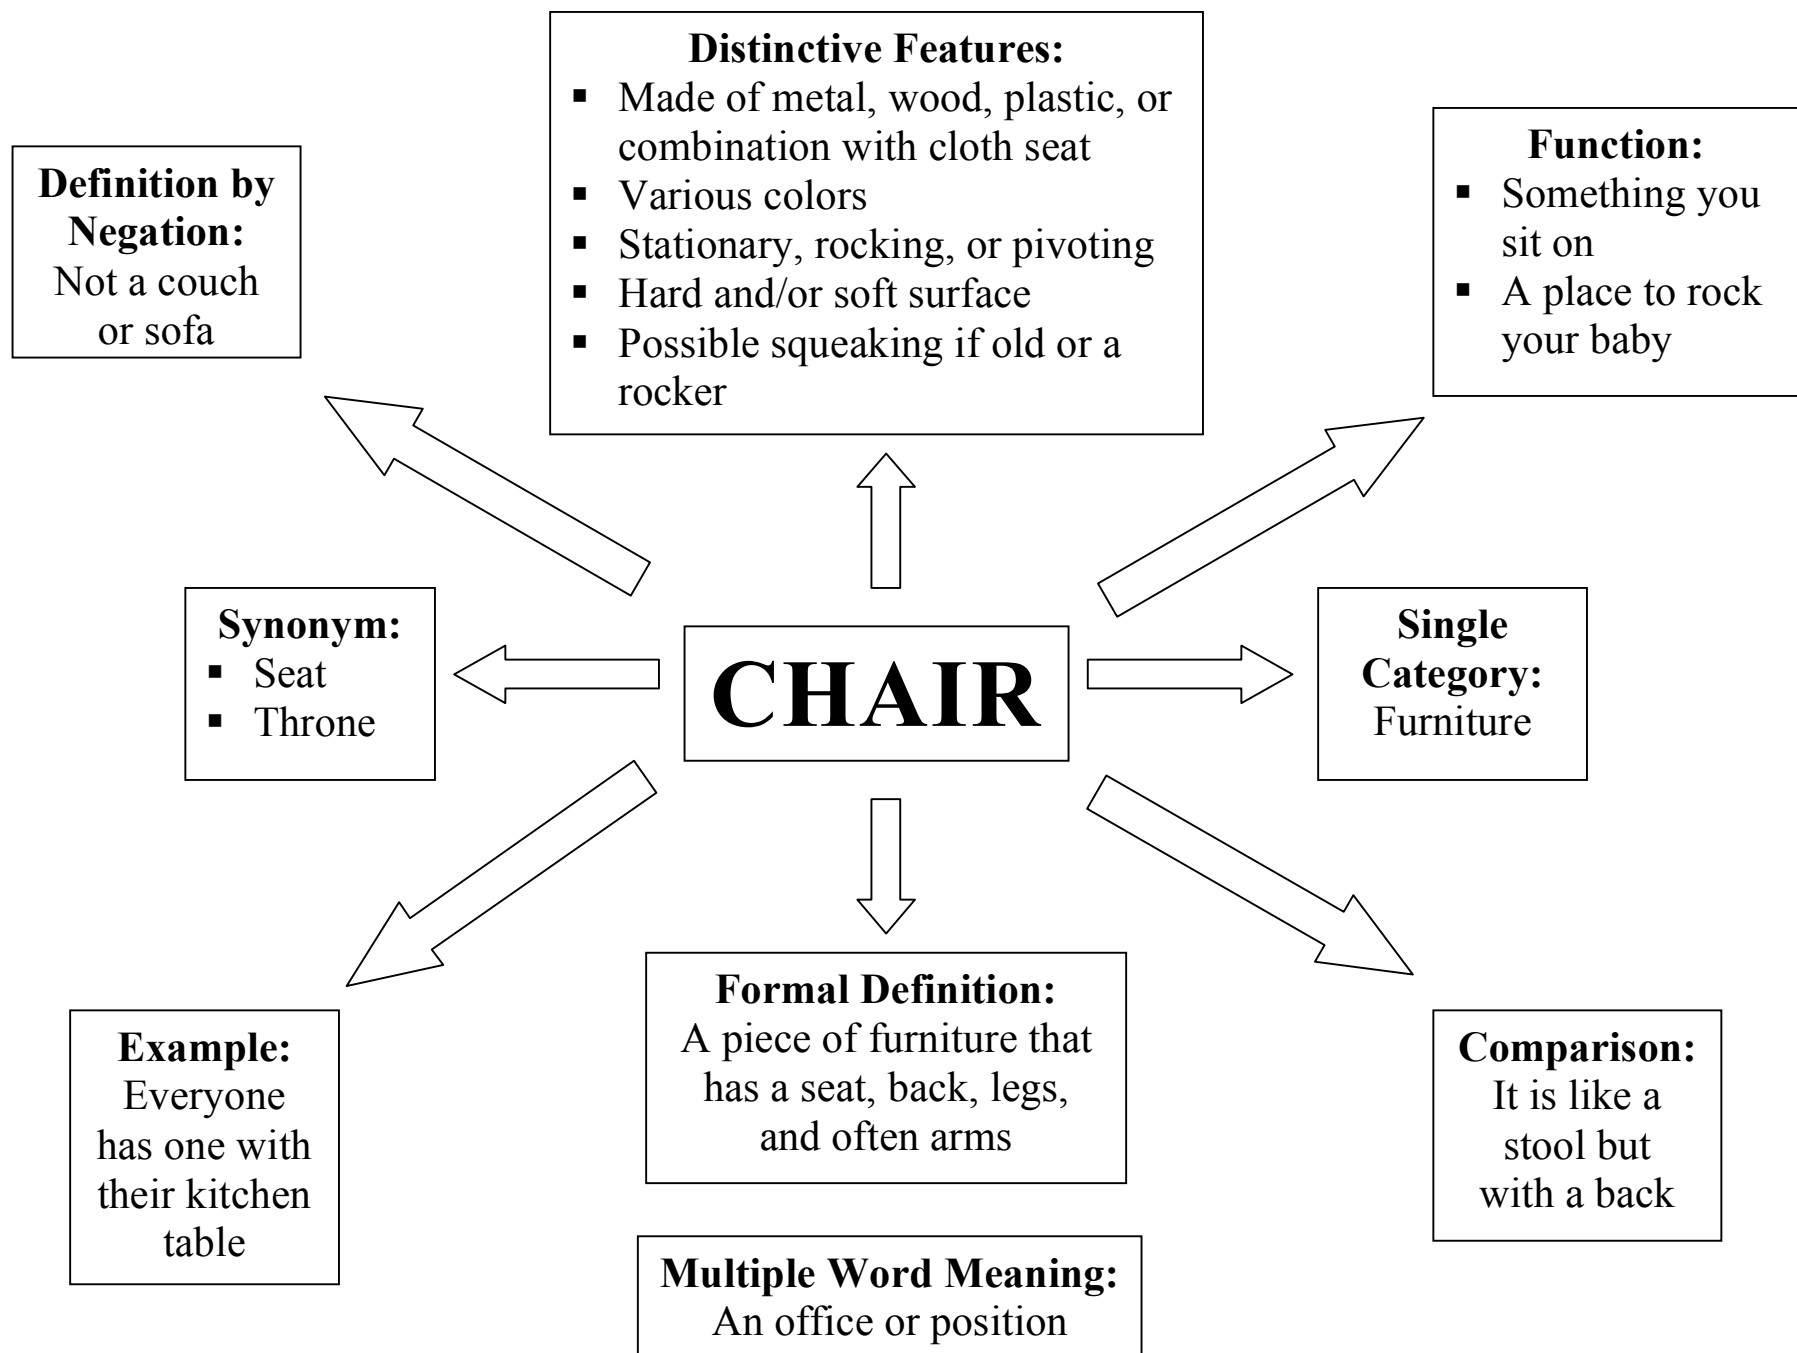 Distinctive Features:
▪ Made of metal, wood, plastic, or
combination with cloth seat
▪ Various colors
▪ Stationary, rocking, or pivoting
▪ Hard and/or soft surface
▪ Possible squeaking if old or a
rocker
Definition by
Negation:
Not a couch
or sofa
Function:
▪ Something you
sit on
▪ A place to rock
your baby
Synonym:
▪ Seat
▪ Throne
CHAIR
Single
Category:
Furniture
Example:
Everyone
has one with
their kitchen
table
Formal Definition:
A piece of furniture that
has a seat, back, legs,
and often arms
Comparison:
It is like a
stool but
with a back
Multiple Word Meaning:
An office or position